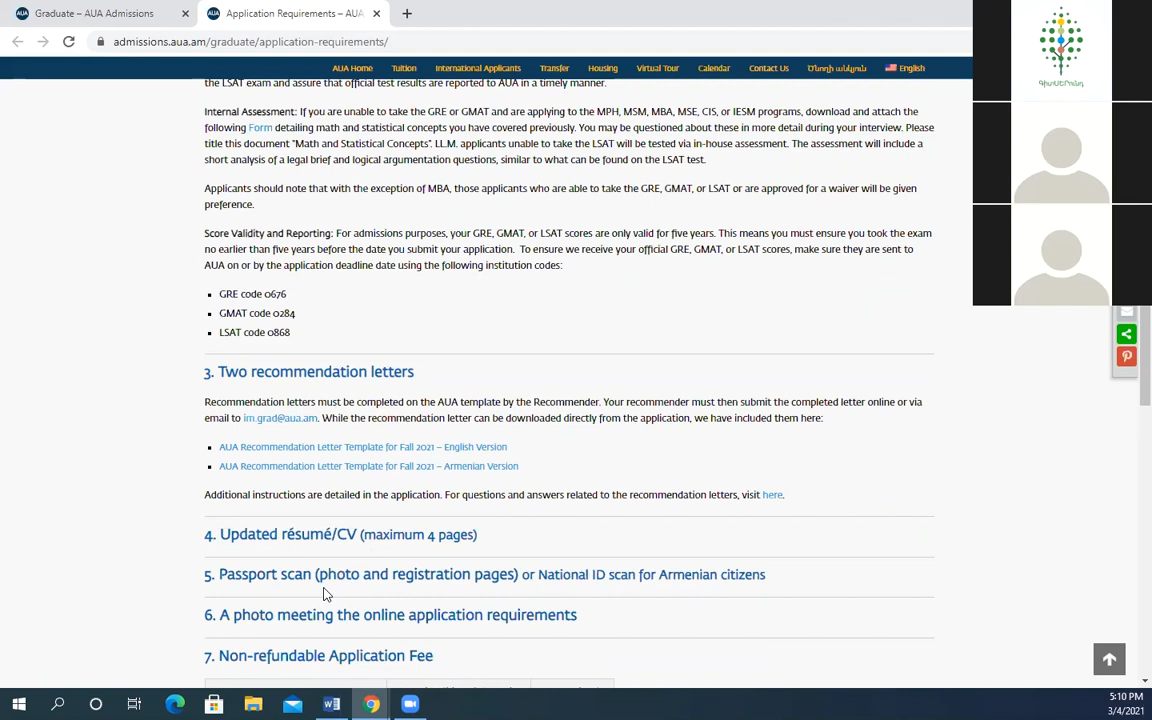 Graduate – AUA Admissions
Application Requirements – AUA
admissions.aua.am/graduate/application-requirements/
AUA Home Tuition International Applicants Transfer Housing Virtual Tour Calendar Contact Us Ծնողի անկյուն English
the LSAT exam and assure that official test results are reported to AUA in a timely manner.
Internal Assessment: If you are unable to take the GRE or GMAT and are applying to the MPH, MSM, MBA, MSE, CIS, or IESM programs, download and attach the
following Form detailing math and statistical concepts you have covered previously. You may be questioned about these in more detail during your interview. Please
title this document "Math and Statistical Concepts". LL.M. applicants unable to take the LSAT will be tested via in-house assessment. The assessment will include a
short analysis of a legal brief and logical argumentation questions, similar to what can be found on the LSAT test.
Applicants should note that with the exception of MBA, those applicants who are able to take the GRE, GMAT, or LSAT or are approved for a waiver will be given
preference.
Score Validity and Reporting: For admissions purposes, your GRE, GMAT, or LSAT scores are only valid for five years. This means you must ensure you took the exam
no earlier than five years before the date you submit your application. To ensure we receive your official GRE, GMAT, or LSAT scores, make sure they are sent to
AUA on or by the application deadline date using the following institution codes:
GRE code 0676
GMAT code 0284
LSAT code 0868
3. Two recommendation letters
Recommendation letters must be completed on the AUA template by the Recommender. Your recommender must then submit the completed letter online or via
email to im.grad@aua.am. While the recommendation letter can be downloaded directly from the application, we have included them here:
AUA Recommendation Letter Template for Fall 2021 – English Version
AUA Recommendation Letter Template for Fall 2021 – Armenian Version
Additional instructions are detailed in the application. For questions and answers related to the recommendation letters, visit here.
4. Updated résumé/CV (maximum 4 pages)
5. Passport scan (photo and registration pages) or National ID scan for Armenian citizens
6. A photo meeting the online application requirements
7. Non-refundable Application Fee
ԳիտՍերունդ
5:10 PM
3/4/2021